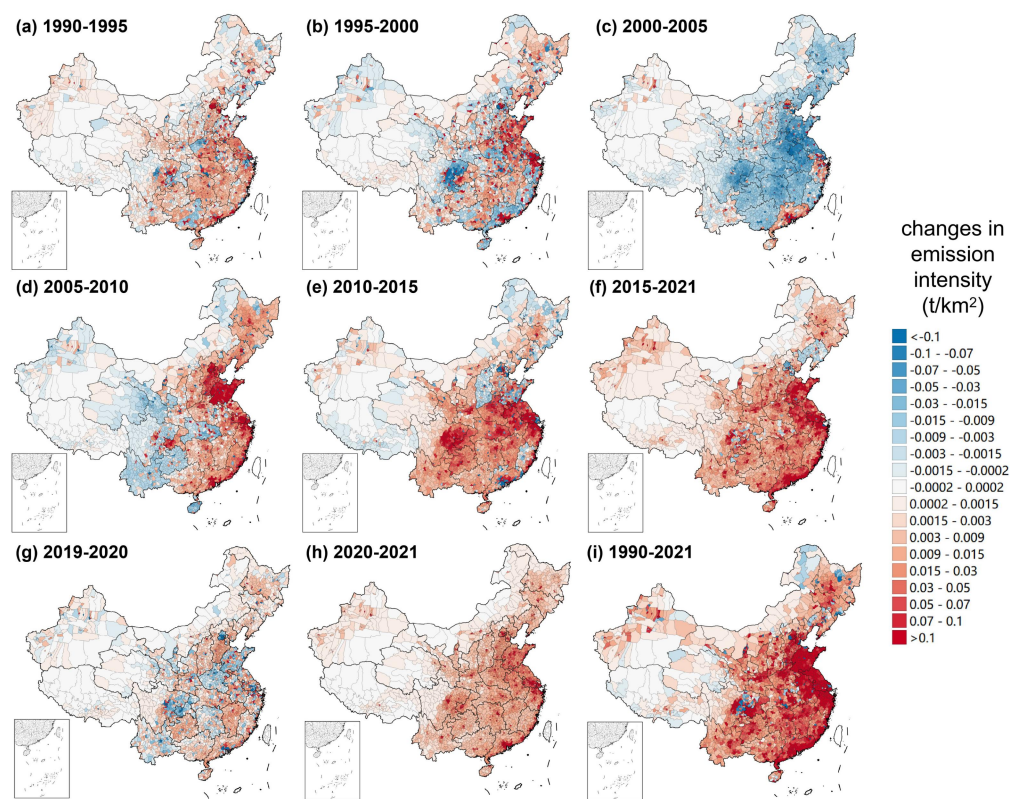 (a) 1990-1995
(b) 1995-2000
(c) 2000-2005
(d) 2005-2010
(e) 2010-2015
(f) 2015-2021
(g) 2019-2020
(h) 2020-2021
(i) 1990-2021
changes in
emission
intensity
(t/km²)
<-0.1
-0.1 - -0.07
-0.07 - -0.05
-0.05 - -0.03
-0.03 - -0.015
-0.015 - -0.009
-0.009 - -0.003
-0.003 - -0.0015
-0.0015 - -0.0002
-0.0002 - 0.0002
0.0002 - 0.0015
0.0015 - 0.003
0.003 - 0.009
0.009 - 0.015
0.015 - 0.03
0.03 - 0.05
0.05 - 0.07
0.07 - 0.1
>0.1